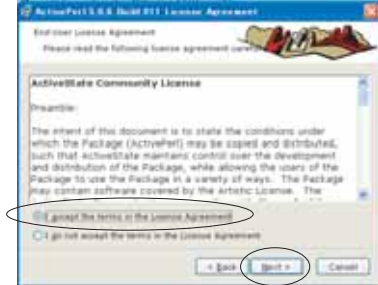 ActivePerl 5.8.8 Build 811 License Agreement
End-User License Agreement
Please read the following license agreement carefully
ActiveState Community License
Preamble:
The intent of this document is to state the conditions under
which the Package (ActivePerl) may be copied and distributed,
such that ActiveState maintains control over the development
and distribution of the Package, while allowing the users of the
Package to use the Package in a variety of ways. The Package
may contain software covered by the Artistic License. The
I accept the terms in the License Agreement
I do not accept the terms in the License Agreement
< Back
Next >
Cancel